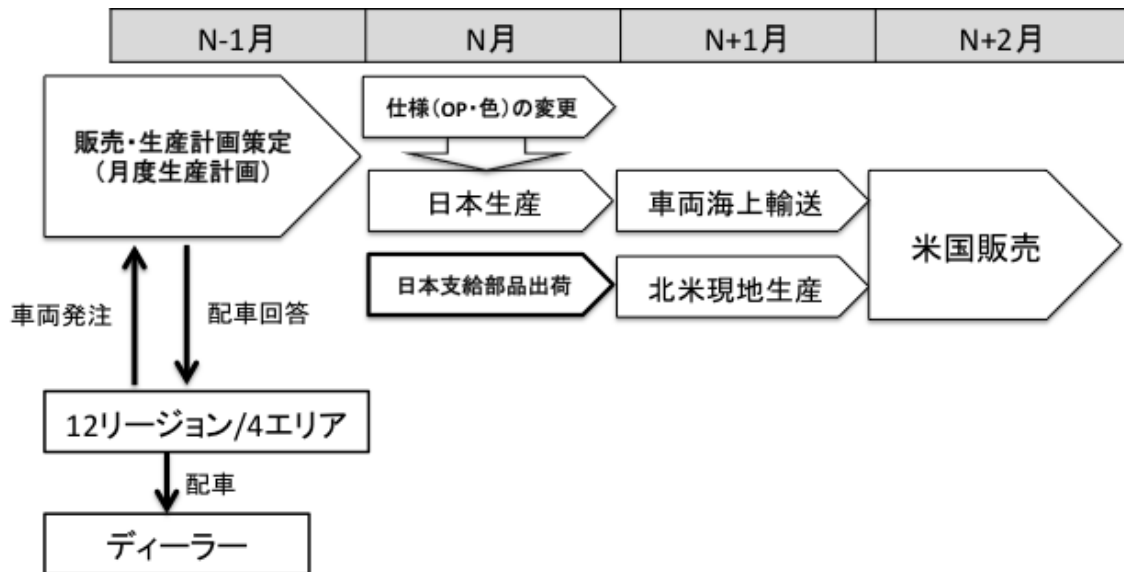 N-1月
N月
N+1月
N+2月
販売・生産計画策定
（月度生産計画）
仕様（OP・色）の変更
日本生産
車両海上輸送
米国販売
日本支給部品出荷
北米現地生産
車両発注
配車回答
12リージョン/4エリア
配車
ディーラー